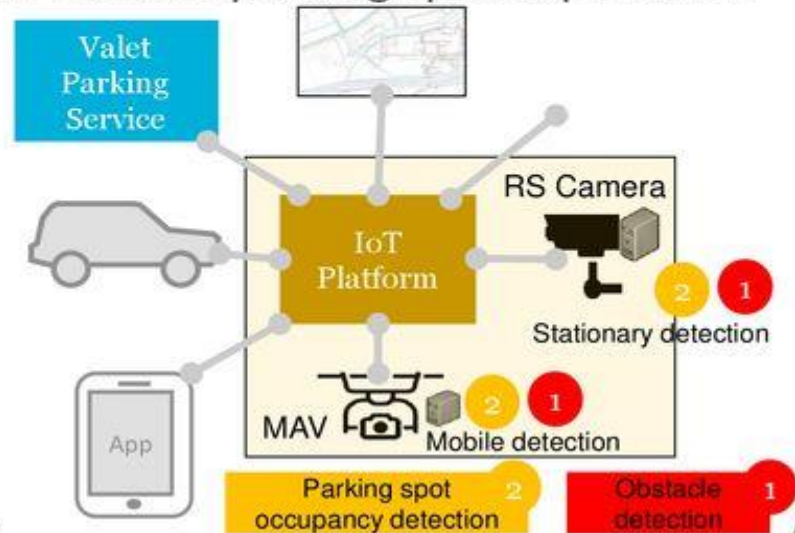 Valet
Parking
Service
RS Camera
IoT
Platform
2 1
Stationary detection
App
MAV
2 1
Mobile detection
Parking spot 2
occupancy detection
Obstacle 1
detection